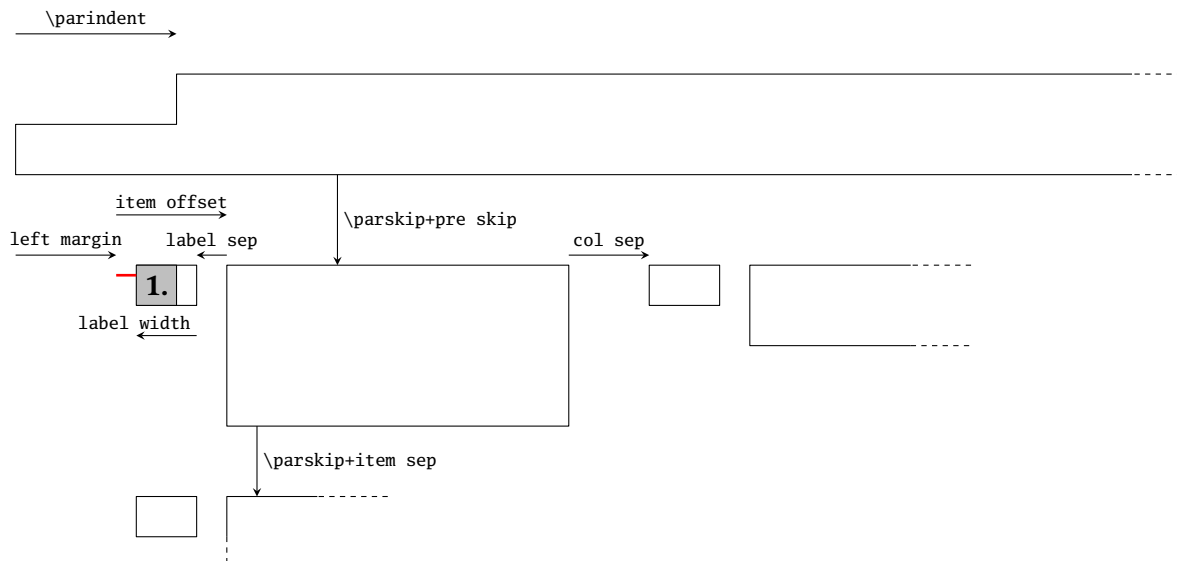 \parindent
item offset
\parskip+pre skip
left margin
label sep
col sep
1.
label width
\parskip+item sep